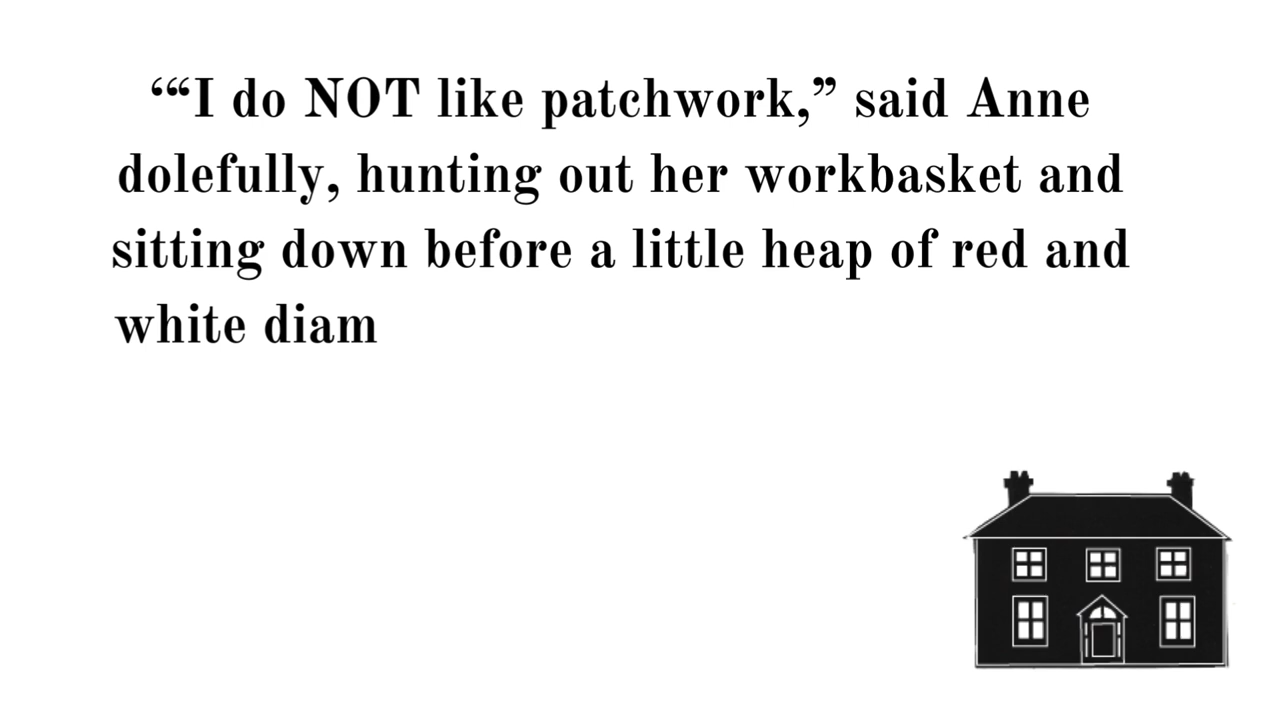 ‘“I do NOT like patchwork,” said Anne
dolefully, hunting out her workbasket and
sitting down before a little heap of red and
white diam